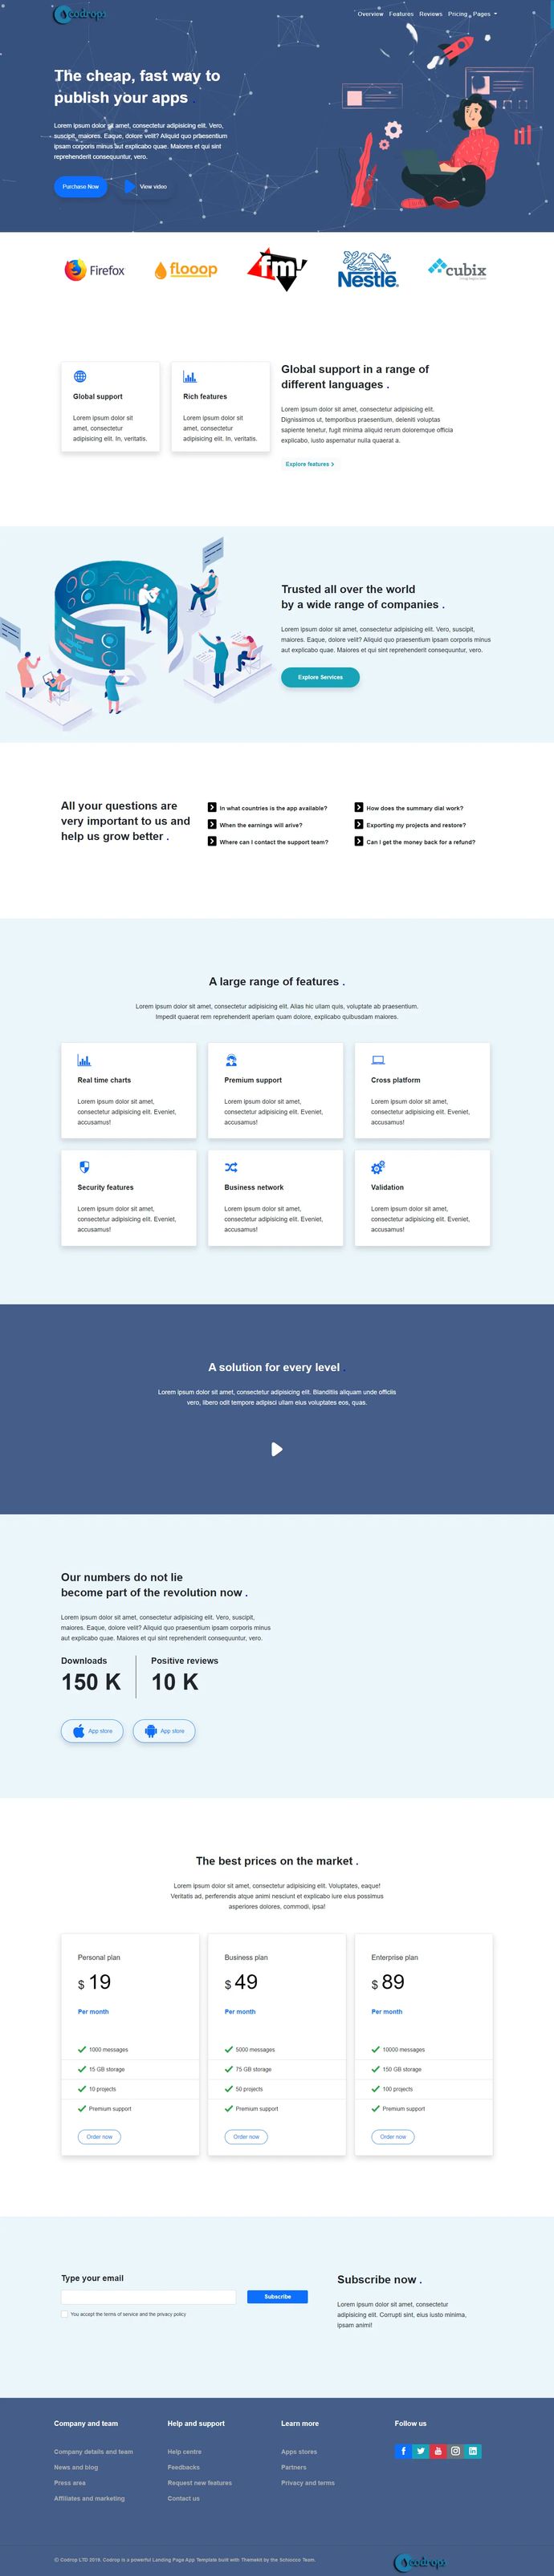 codrops
Overview Features Reviews Pricing Pages
The cheap, fast way to
publish your apps
Lorem ipsum dolor sit amet, consectetur adipisicing elit. Vero,
suscipit, maiores. Eaque, dolore velit? Aliquid quo praesentium
ipsam corporis minus aut explicabo quae. Maiores et qui sint
reprehenderit consequuntur, vero.
Purchase Now View video
Firefox flooop fm Nestle cubix
Global support
Lorem ipsum dolor sit
amet, consectetur
adipisicing elit. In, veritatis.
Rich features
Lorem ipsum dolor sit
amet, consectetur
adipisicing elit. In, veritatis.
Global support in a range of
different languages .
Lorem ipsum dolor sit amet, consectetur adipisicing elit.
Dignissimos ut, temporibus praesentium, deleniti voluptas
sapiente tenetur, fugit minima aliquid rerum doloremque officia
explicabo, iusto aspernatur nulla quaerat a.
Explore features >
Trusted all over the world
by a wide range of companies .
Lorem ipsum dolor sit amet, consectetur adipisicing elit. Vero, suscipit,
maiores. Eaque, dolore velit? Aliquid quo praesentium ipsam corporis minus
aut explicabo quae. Maiores et qui sint reprehenderit consequuntur, vero.
Explore Services
All your questions are
very important to us and
help us grow better .
In what countries is the app available?
When the earnings will arive?
Where can I contact the support team?
How does the summary dial work?
Exporting my projects and restore?
Can I get the money back for a refund?
A large range of features .
Lorem ipsum dolor sit amet, consectetur adipisicing elit. Alias hic ullam quis, voluptate ab praesentium.
Impedit quaerat rem reprehenderit aperiam quam dolore, explicabo quibusdam maiores.
Real time charts
Lorem ipsum dolor sit amet,
consectetur adipisicing elit. Eveniet,
accusamus!
Premium support
Lorem ipsum dolor sit amet,
consectetur adipisicing elit. Eveniet,
accusamus!
Cross platform
Lorem ipsum dolor sit amet,
consectetur adipisicing elit. Eveniet,
accusamus!
Security features
Lorem ipsum dolor sit amet,
consectetur adipisicing elit. Eveniet,
accusamus!
Business network
Lorem ipsum dolor sit amet,
consectetur adipisicing elit. Eveniet,
accusamus!
Validation
Lorem ipsum dolor sit amet,
consectetur adipisicing elit. Eveniet,
accusamus!
A solution for every level .
Lorem ipsum dolor sit amet, consectetur adipisicing elit. Blanditiis aliquam unde officiis
vero, libero odit tempore adipisci ullam eius voluptates eos, quas.
Our numbers do not lie
become part of the revolution now .
Lorem ipsum dolor sit amet, consectetur adipisicing elit. Vero, suscipit,
maiores. Eaque, dolore velit? Aliquid quo praesentium ipsam corporis minus
aut explicabo quae. Maiores et qui sint reprehenderit consequuntur, vero.
Downloads
150 K
Positive reviews
10 K
App store App store
The best prices on the market .
Lorem ipsum dolor sit amet, consectetur adipisicing elit. Voluptates, eaque!
Veritatis ad, perferendis atque animi nesciunt et explicabo iure eius possimus
asperiores dolores, commodi, ipsa!
Personal plan
$ 19
Per month
1000 messages
15 GB storage
10 projects
Premium support
Order now
Business plan
$ 49
Per month
5000 messages
75 GB storage
50 projects
Premium support
Order now
Enterprise plan
$ 89
Per month
10000 messages
150 GB storage
100 projects
Premium support
Order now
Type your email
Subscribe
You accept the terms of service and the privacy policy
Subscribe now .
Lorem ipsum dolor sit amet, consectetur
adipisicing elit. Corrupti sint, eius iusto minima,
ipsam animi!
Company and team
Company details and team
News and blog
Press area
Affiliates and marketing
Help and support
Help centre
Feedbacks
Request new features
Contact us
Learn more
Apps stores
Partners
Privacy and terms
Follow us
© Codrop LTD 2019. Codrop is a powerful Landing Page App Template built with Themekit by the Schiocco Team.
codrops